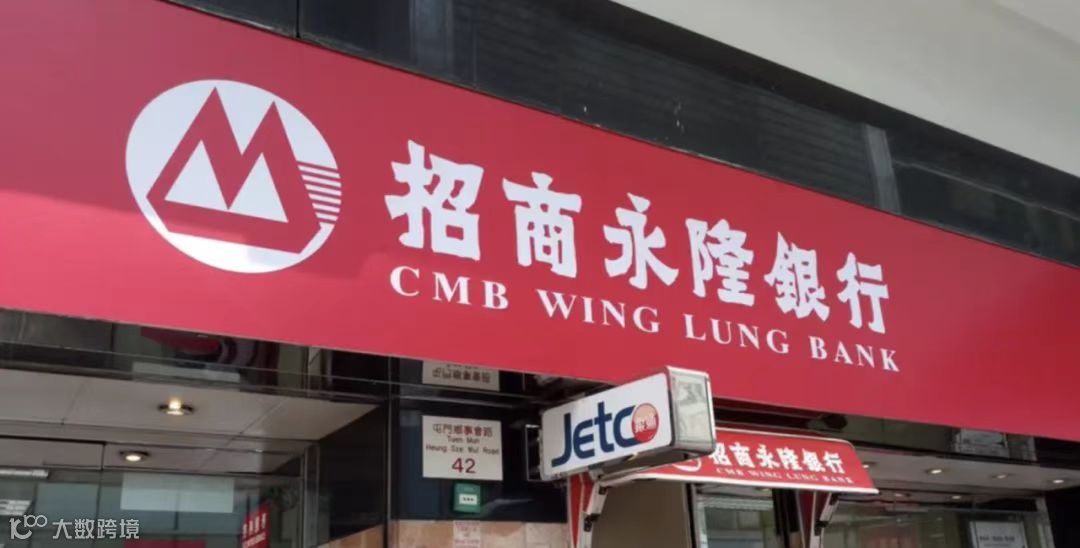 招商永隆銀行
CMB WING LUNG BANK
Jetco
銀通
招商永隆銀行
CMB WING LUNG BANK
屯門鄉事會路
Tuen Mun
Heung Sze Wui Road
42
大数跨境